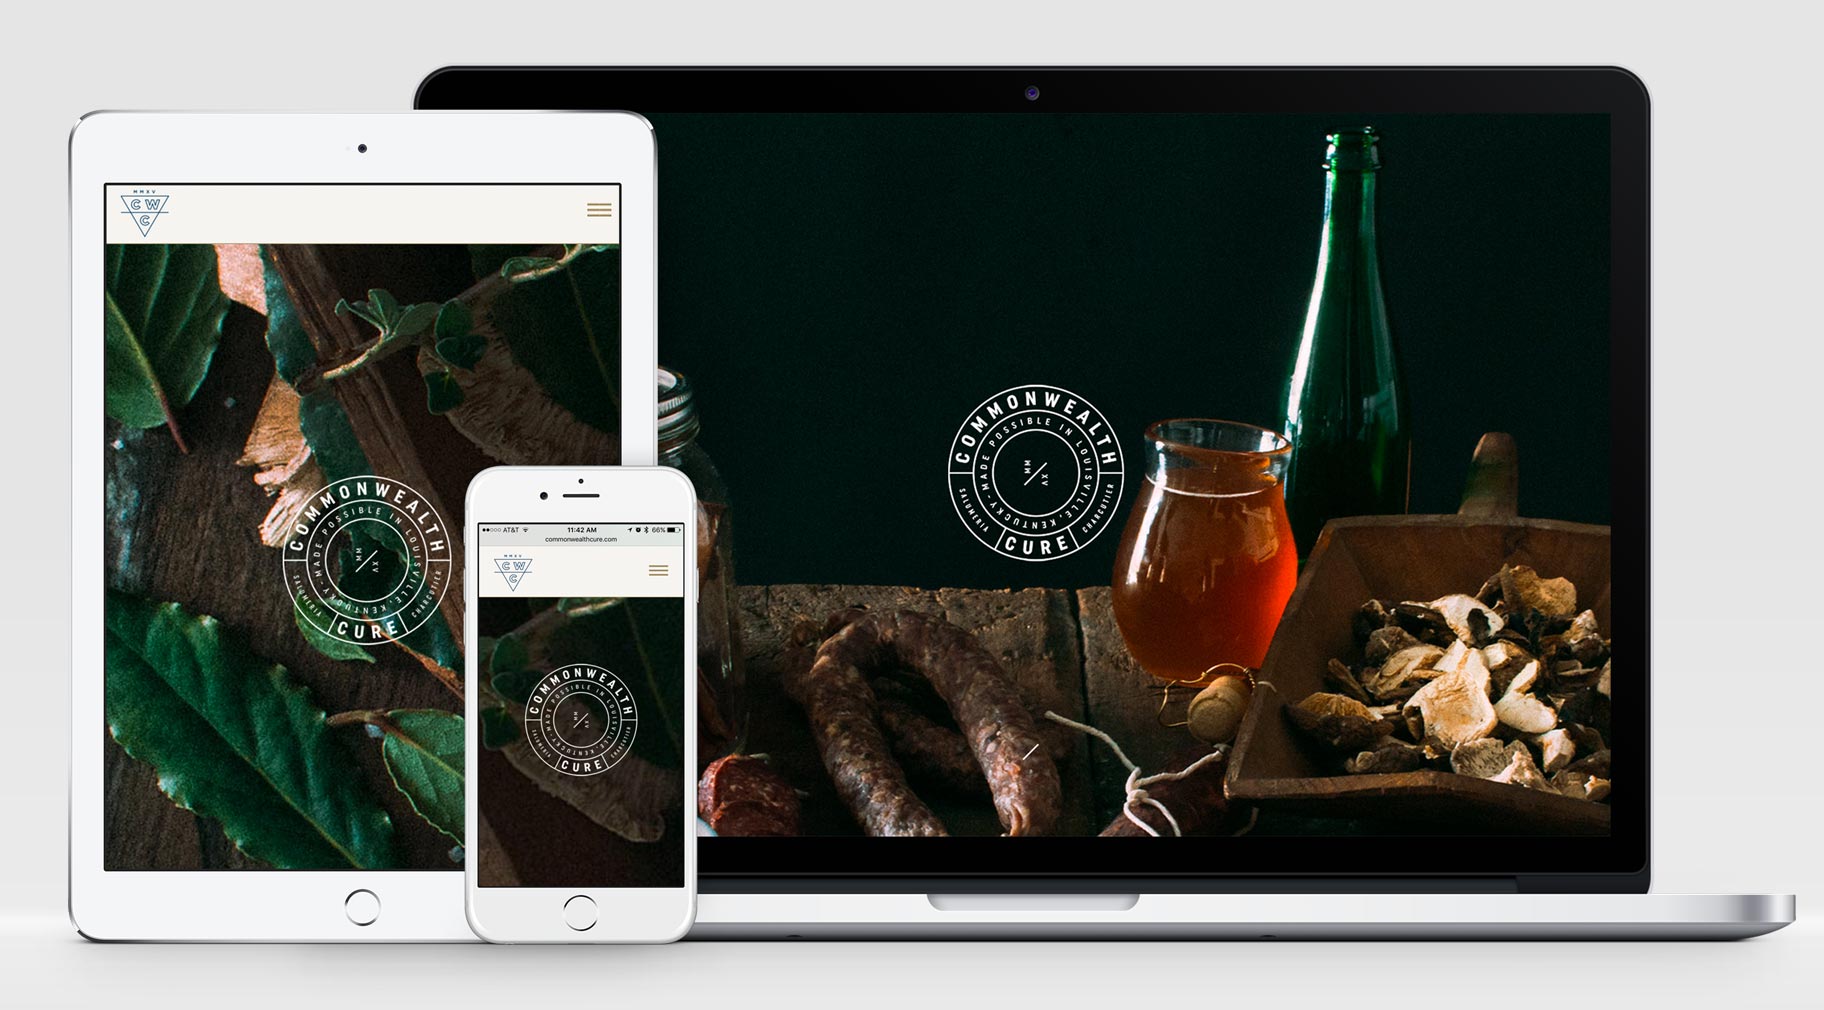 MMXV
CW
C
COMMONWEALTH
MADE POSSIBLE IN LOUISVILLE, KENTUCKY-
MM
XV
SALUMERIA
CHARCUTIER
CURE
AT&T
11:42 AM
66%
commonwealthcure.com
MMXV
CW
C
COMMONWEALTH
MADE POSSIBLE IN LOUISVILLE, KENTUCKY-
MM
XV
SALUMERIA
CHARCUTIER
CURE
COMMONWEALTH
MADE POSSIBLE IN LOUISVILLE, KENTUCKY-
MM
XV
SALUMERIA
CHARCUTIER
CURE